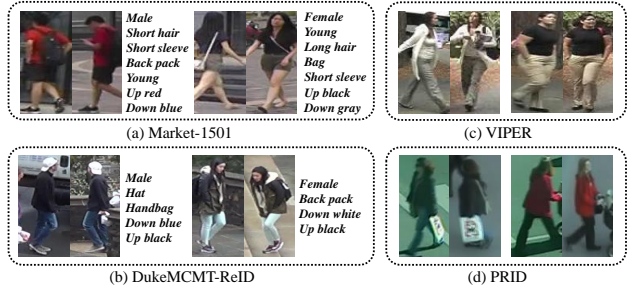 Male
Short hair
Short sleeve
Back pack
Young
Up red
Down blue
Female
Young
Long hair
Bag
Short sleeve
Up black
Down gray
(a) Market-1501
(c) VIPER
Male
Hat
Handbag
Down blue
Up black
Female
Back pack
Down white
Up black
(b) DukeMCMT-ReID
(d) PRID